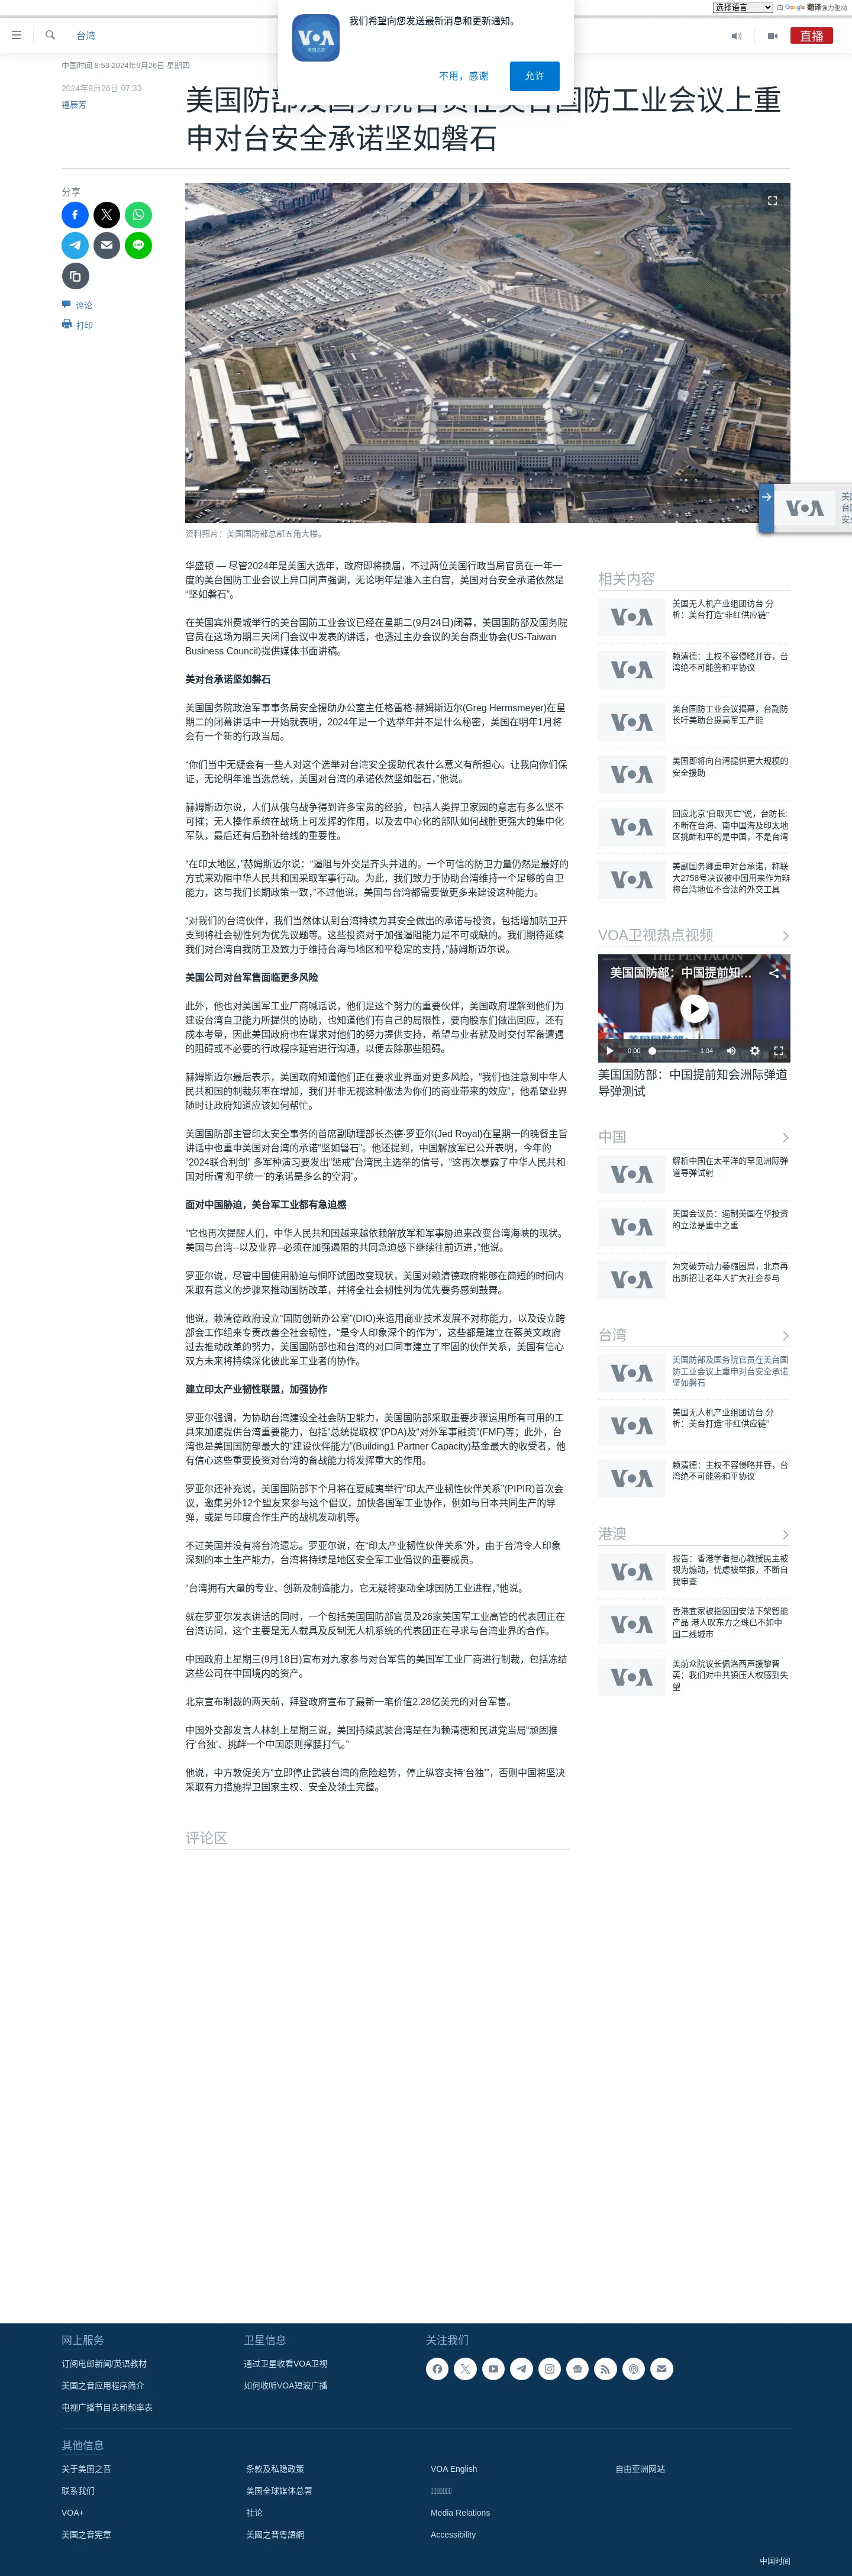 选择语言 由 Google 翻译强力驱动
我们希望向您发送最新消息和更新通知。
不用，感谢
允许
台湾
直播
中国时间 8:53 2024年9月26日 星期四
2024年9月26日 07:33
锺辰芳
美国防部及国务院官员在美台国防工业会议上重
申对台安全承诺坚如磐石
分享
评论
打印
资料照片：美国国防部总部五角大楼。
华盛顿 — 尽管2024年是美国大选年，政府即将换届，不过两位美国行政当局官员在一年一
度的美台国防工业会议上异口同声强调，无论明年是谁入主白宫，美国对台安全承诺依然是
“坚如磐石”。
在美国宾州费城举行的美台国防工业会议已经在星期二(9月24日)闭幕，美国国防部及国务院
官员在这场为期三天闭门会议中发表的讲话，也透过主办会议的美台商业协会(US-Taiwan
Business Council)提供媒体书面讲稿。
美对台承诺坚如磐石
美国国务院政治军事事务局安全援助办公室主任格雷格·赫姆斯迈尔(Greg Hermsmeyer)在星
期二的闭幕讲话中一开始就表明，2024年是一个选举年并不是什么秘密，美国在明年1月将
会有一个新的行政当局。
“你们当中无疑会有一些人对这个选举对台湾安全援助代表什么意义有所担心。让我向你们保
证，无论明年谁当选总统，美国对台湾的承诺依然坚如磐石，”他说。
赫姆斯迈尔说，人们从俄乌战争得到许多宝贵的经验，包括人类捍卫家园的意志有多么坚不
可摧；无人操作系统在战场上可发挥的作用，以及去中心化的部队如何战胜更强大的集中化
军队，最后还有后勤补给线的重要性。
“在印太地区，”赫姆斯迈尔说：“遏阻与外交是齐头并进的。一个可信的防卫力量仍然是最好的
方式来劝阻中华人民共和国采取军事行动。为此，我们致力于协助台湾维持一个足够的自卫
能力，这与我们长期政策一致，”不过他说，美国与台湾都需要做更多来建设这种能力。
“对我们的台湾伙伴，我们当然体认到台湾持续为其安全做出的承诺与投资，包括增加防卫开
支到将社会韧性列为优先议题等。这些投资对于加强遏阻能力是不可或缺的。我们期待延续
我们对台湾自我防卫及致力于维持台海与地区和平稳定的支持，”赫姆斯迈尔说。
美国公司对台军售面临更多风险
此外，他也对美国军工业厂商喊话说，他们是这个努力的重要伙伴，美国政府理解到他们为
建设台湾自卫能力所提供的协助，也知道他们有自己的局限性，要向股东们做出回应，还有
成本考量，因此美国政府也在谋求对他们的努力提供支持，希望与业者就及时交付军备遭遇
的阻碍或不必要的行政程序延宕进行沟通，以便去除那些阻碍。
赫姆斯迈尔最后表示，美国政府知道他们正在要求业界面对更多风险，“我们也注意到中华人
民共和国的制裁频率在增加，我们并非无视这种做法为你们的商业带来的效应”，他希望业界
随时让政府知道应该如何帮忙。
美国国防部主管印太安全事务的首席副助理部长杰德·罗亚尔(Jed Royal)在星期一的晚餐主旨
讲话中也重申美国对台湾的承诺“坚如磐石”。他还提到，中国解放军已公开表明，今年的
“2024联合利剑” 多军种演习要发出“惩戒”台湾民主选举的信号，“这再次暴露了中华人民共和
国对所谓‘和平统一’的承诺是多么的空洞”。
面对中国胁迫，美台军工业都有急迫感
“它也再次提醒人们，中华人民共和国越来越依赖解放军和军事胁迫来改变台湾海峡的现状。
美国与台湾--以及业界--必须在加强遏阻的共同急迫感下继续往前迈进，”他说。
罗亚尔说，尽管中国使用胁迫与恫吓试图改变现状，美国对赖清德政府能够在简短的时间内
采取有意义的步骤来推动国防改革，并将全社会韧性列为优先要务感到鼓舞。
他说，赖清德政府设立“国防创新办公室”(DIO)来运用商业技术发展不对称能力，以及设立跨
部会工作组来专责改善全社会韧性，“是令人印象深个的作为”，这些都是建立在蔡英文政府
过去推动改革的努力，美国国防部也和台湾的对口同事建立了牢固的伙伴关系，美国有信心
双方未来将持续深化彼此军工业者的协作。
建立印太产业韧性联盟，加强协作
罗亚尔强调，为协助台湾建设全社会防卫能力，美国国防部采取重要步骤运用所有可用的工
具来加速提供台湾重要能力，包括“总统提取权”(PDA)及“对外军事融资”(FMF)等；此外，台
湾也是美国国防部最大的“建设伙伴能力”(Building1 Partner Capacity)基金最大的收受者，他
有信心这些重要投资对台湾的备战能力将发挥重大的作用。
罗亚尔还补充说，美国国防部下个月将在夏威夷举行“印太产业韧性伙伴关系”(PIPIR)首次会
议，邀集另外12个盟友来参与这个倡议，加快各国军工业协作，例如与日本共同生产的导
弹，或是与印度合作生产的战机发动机等。
不过美国并没有将台湾遗忘。罗亚尔说，在“印太产业韧性伙伴关系”外，由于台湾令人印象
深刻的本土生产能力，台湾将持续是地区安全军工业倡议的重要成员。
“台湾拥有大量的专业、创新及制造能力，它无疑将驱动全球国防工业进程，”他说。
就在罗亚尔发表讲话的同时，一个包括美国国防部官员及26家美国军工业高管的代表团正在
台湾访问，这个主要是无人载具及反制无人机系统的代表团正在寻求与台湾业界的合作。
中国政府上星期三(9月18日)宣布对九家参与对台军售的美国军工业厂商进行制裁，包括冻结
这些公司在中国境内的资产。
北京宣布制裁的两天前，拜登政府宣布了最新一笔价值2.28亿美元的对台军售。
中国外交部发言人林剑上星期三说，美国持续武装台湾是在为赖清德和民进党当局“顽固推
行‘台独’、挑衅一个中国原则撑腰打气。”
他说，中方敦促美方“立即停止武装台湾的危险趋势，停止纵容支持‘台独’”，否则中国将坚决
采取有力措施捍卫国家主权、安全及领土完整。
评论区
相关内容
美国无人机产业组团访台 分
析：美台打造“非红供应链”
赖清德：主权不容侵略并吞，台
湾绝不可能签和平协议
美台国防工业会议揭幕，台副防
长吁美助台提高军工产能
美国即将向台湾提供更大规模的
安全援助
回应北京“自取灭亡”说，台防长:
不断在台海、南中国海及印太地
区挑衅和平的是中国，不是台湾
美副国务卿重申对台承诺，称联
大2758号决议被中国用来作为辩
称台湾地位不合法的外交工具
VOA卫视热点视频
美国国防部：中国提前知...
0:00 1:04
美国国防部：中国提前知会洲际弹道
导弹测试
中国
解析中国在太平洋的罕见洲际弹
道导弹试射
美国会议员：遏制美国在华投资
的立法是重中之重
为突破劳动力萎缩困局，北京再
出新招让老年人扩大社会参与
台湾
美国防部及国务院官员在美台国
防工业会议上重申对台安全承诺
坚如磐石
美国无人机产业组团访台 分
析：美台打造“非红供应链”
賴清德：主权不容侵略并吞，台
湾绝不可能签和平协议
港澳
报告：香港学者担心教授民主被
视为煽动，忧虑被举报，不断自
我审查
香港宜家被指因国安法下架智能
产品 港人叹东方之珠已不如中
国二线城市
美前众院议长佩洛西声援黎智
英：我们对中共镇压人权感到失
望
网上服务
订阅电邮新闻/英语教材
美国之音应用程序简介
电视广播节目表和频率表
卫星信息
通过卫星收看VOA卫视
如何收听VOA短波广播
关注我们
其他信息
关于美国之音
联系我们
VOA+
美国之音宪章
条款及私隐政策
美国全球媒体总署
社论
美國之音粵語網
VOA English
Media Relations
Accessibility
自由亚洲网站
中国时间